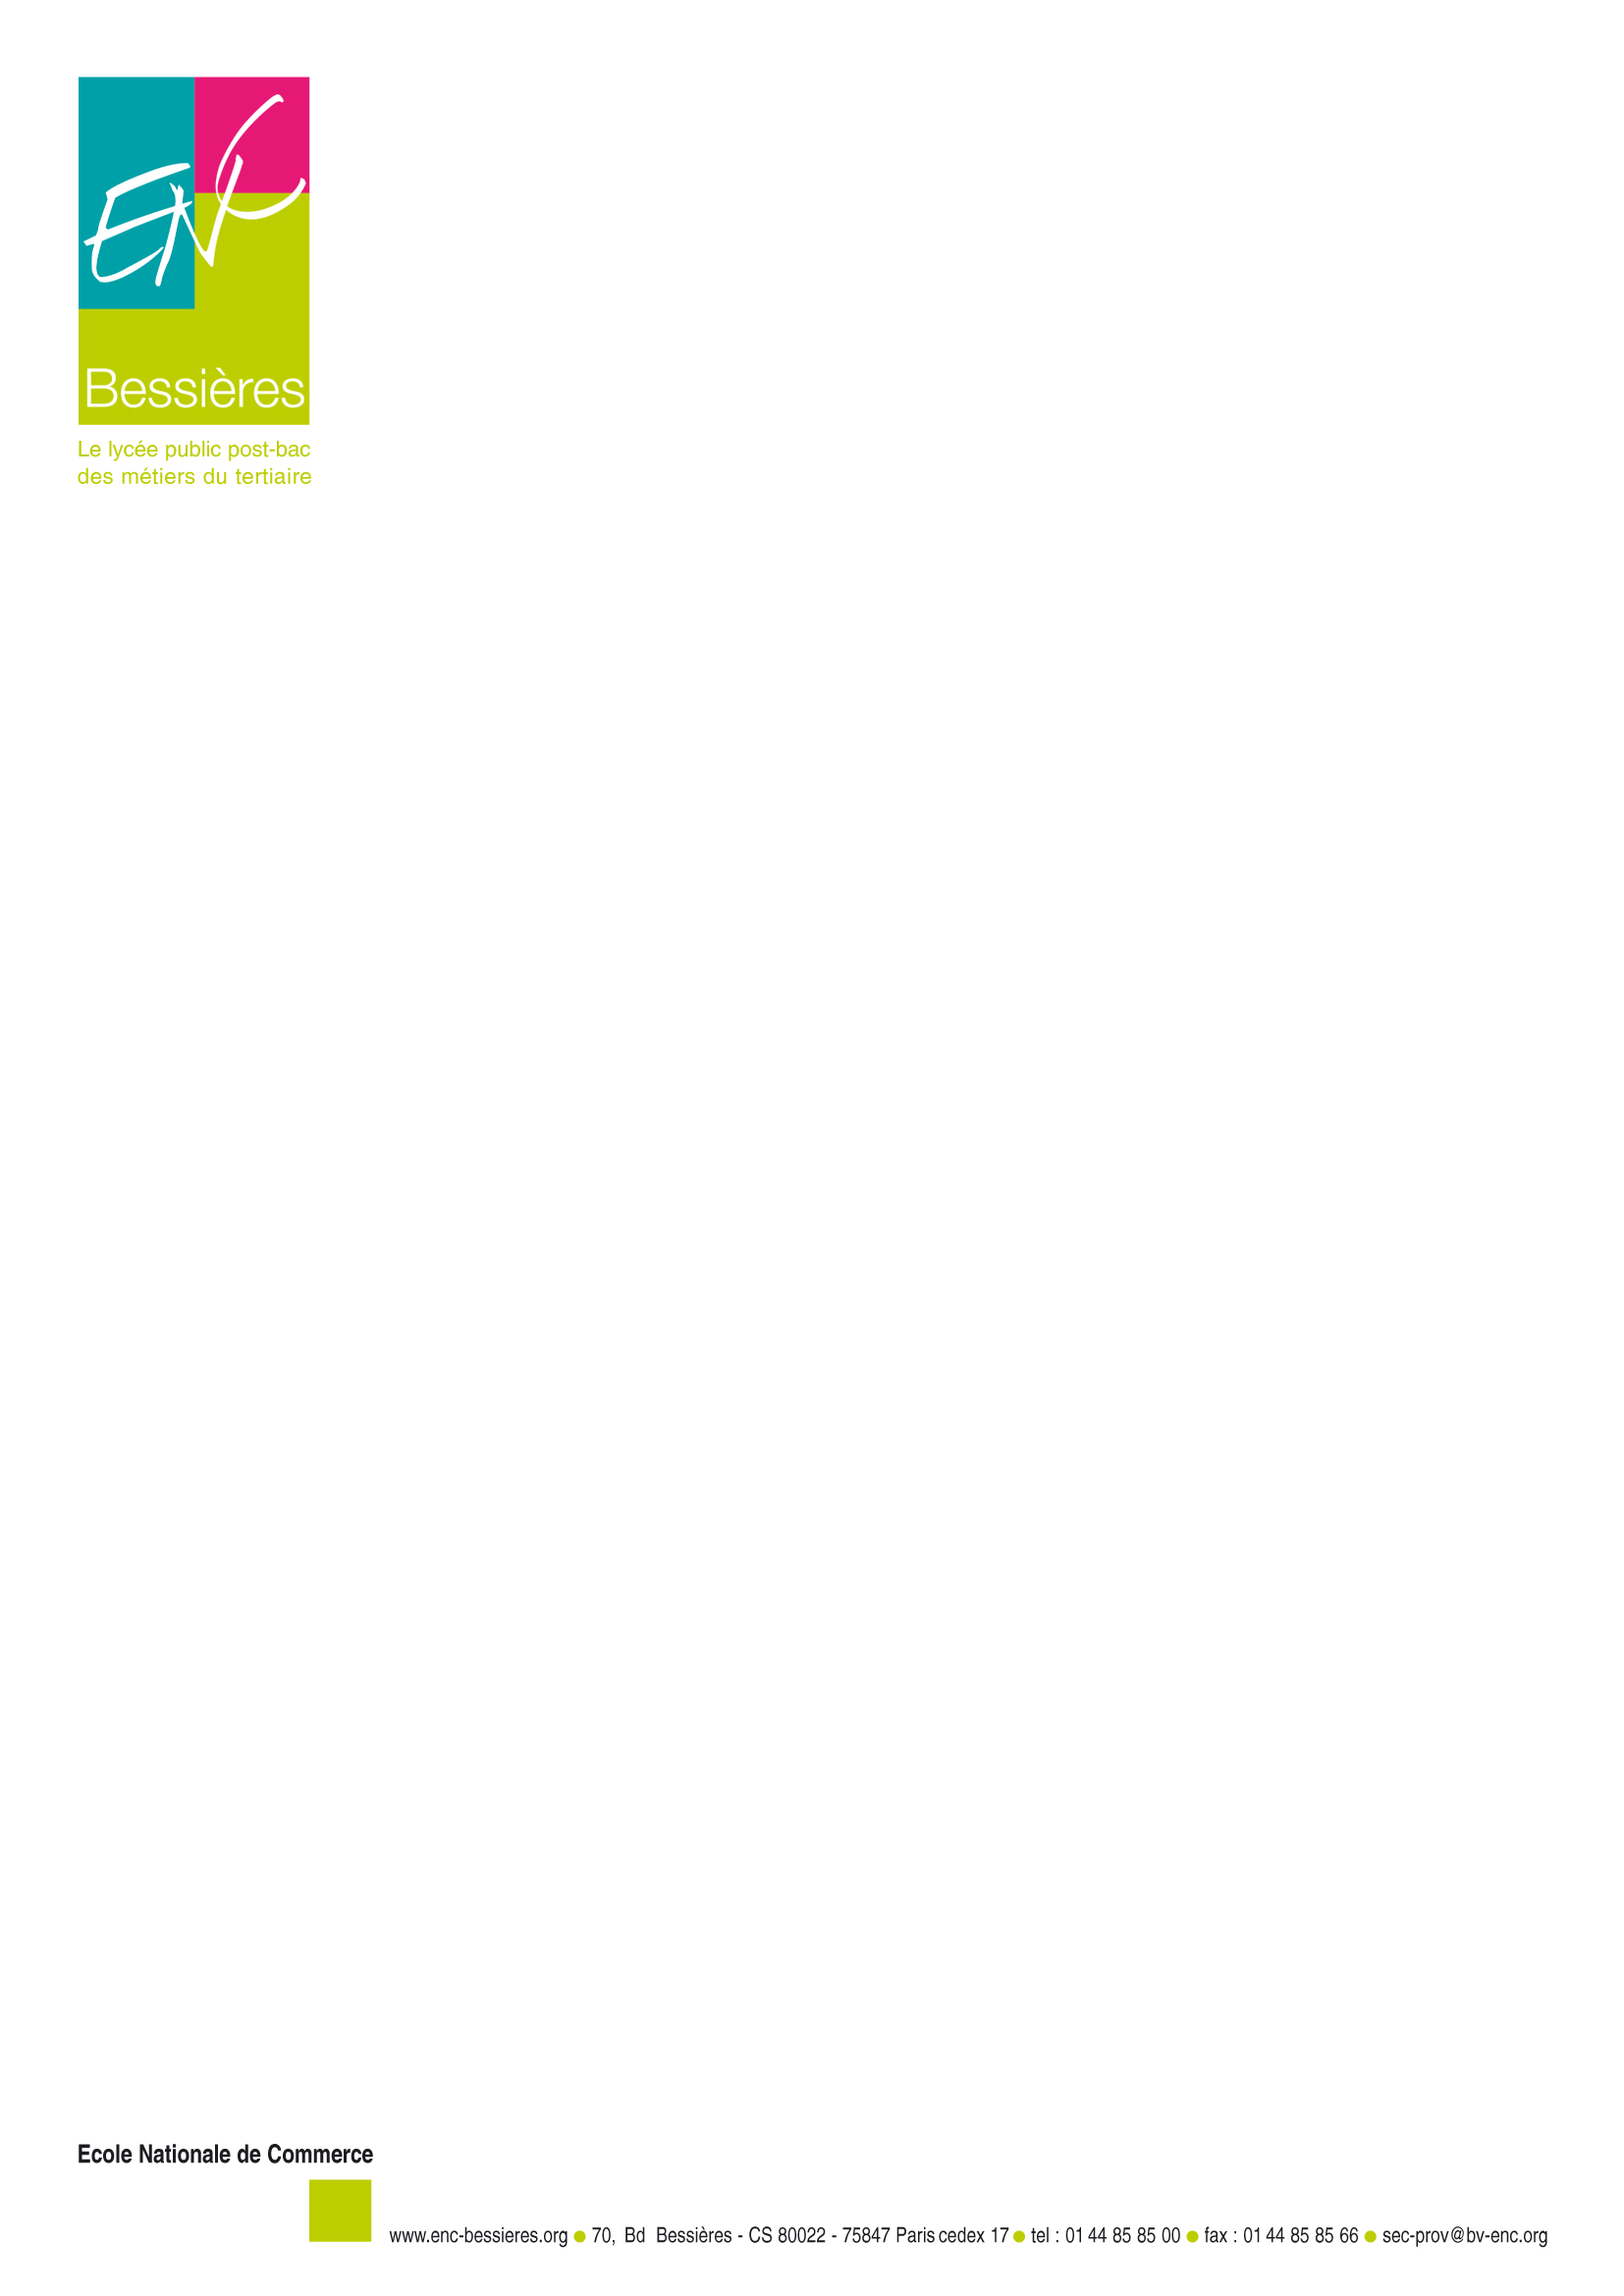 ENC
Bessières
Le lycée public post-bac
des métiers du tertiaire
Ecole Nationale de Commerce
www.enc-bessieres.org ● 70, Bd Bessières - CS 80022 - 75847 Paris cedex 17 ● tel : 01 44 85 85 00 ● fax : 01 44 85 85 66 ● sec-prov@bv-enc.org